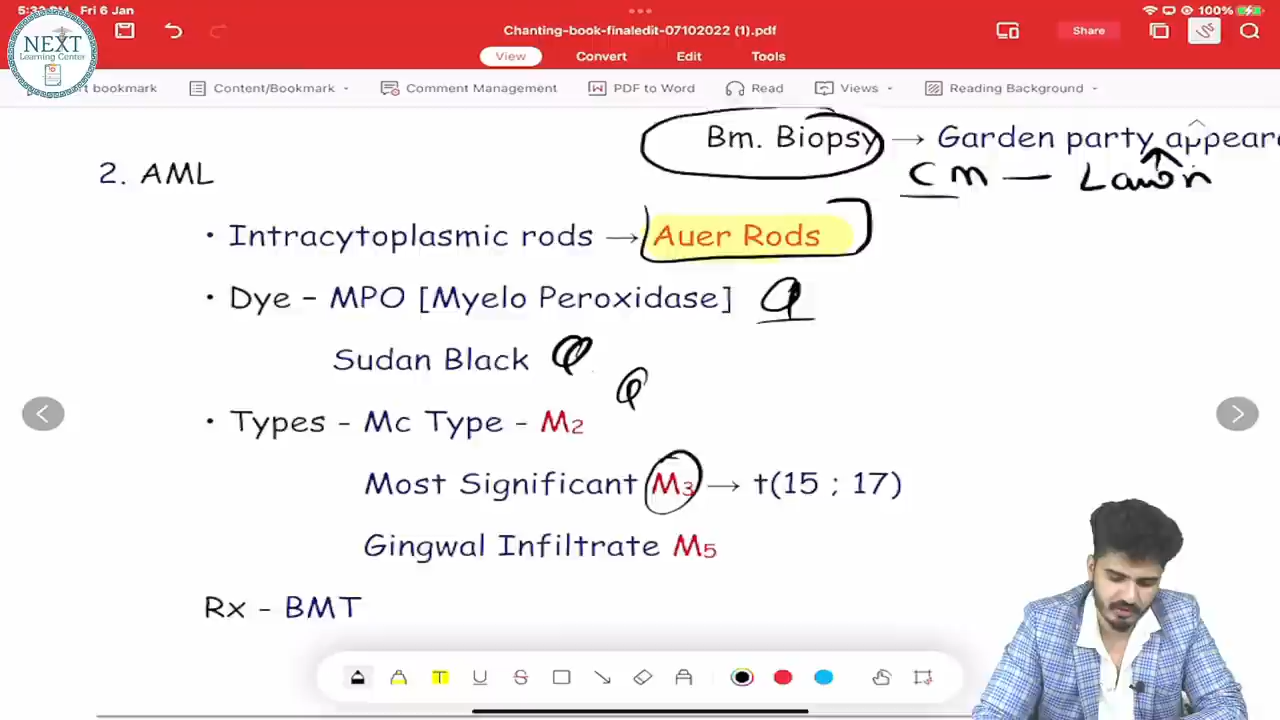 5:33 Fri 6 Jan
100%
NEXT
Learning Center
Chanting-book-finaledit-07102022 (1).pdf
Share
View Convert Edit Tools
bookmark Content/Bookmark Comment Management PDF to Word Read Views Reading Background
Bm. Biopsy → Garden party appear
CM — Lawn
2. AML
• Intracytoplasmic rods → Auer Rods
• Dye – MPO [Myelo Peroxidase]
Sudan Black
• Types - Mc Type - M2
Most Significant M3 → t(15 ; 17)
Gingwal Infiltrate M5
Rx - BMT